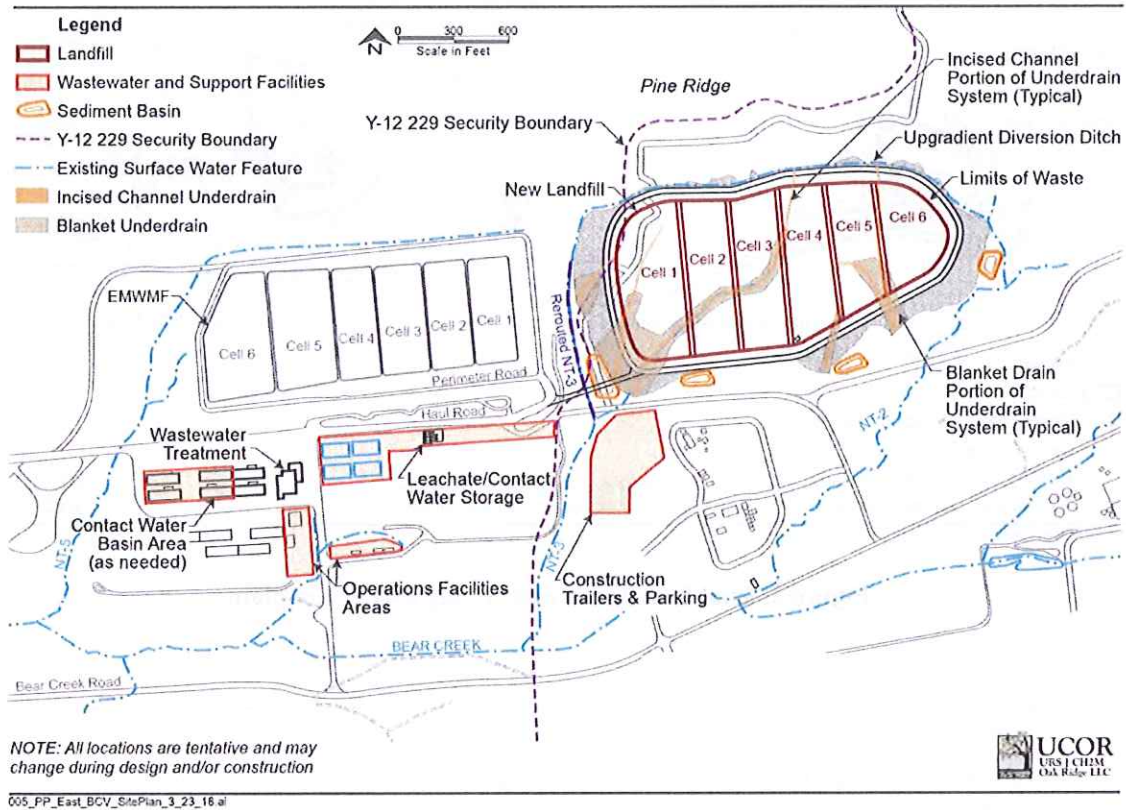 Legend
Landfill
Wastewater and Support Facilities
Sediment Basin
Y-12 229 Security Boundary
Existing Surface Water Feature
Incised Channel Underdrain
Blanket Underdrain
N
0 300 600
Scale in Feet
Pine Ridge
Incised Channel
Portion of Underdrain
System (Typical)
Y-12 229 Security Boundary
Upgradient Diversion Ditch
New Landfill
Limits of Waste
Cell 1
Cell 2
Cell 3
Cell 4
Cell 5
Cell 6
EMWMF
Cell 6
Cell 5
Cell 4
Cell 3
Cell 2
Cell 1
Rerouted NT-3
Perimeter Road
Haul Road
Blanket Drain
Portion of
Underdrain
System (Typical)
NT-2
Wastewater
Treatment
Leachate/Contact
Water Storage
Contact Water
Basin Area
(as needed)
NT-5
NT-3
Operations Facilities
Areas
Construction
Trailers & Parking
BEAR CREEK
Bear Creek Road
NOTE: All locations are tentative and may
change during design and/or construction
UCOR
URS | CH2M
Oak Ridge LLC
005_PP_East_BCV_SitePlan_3_23_16.ai